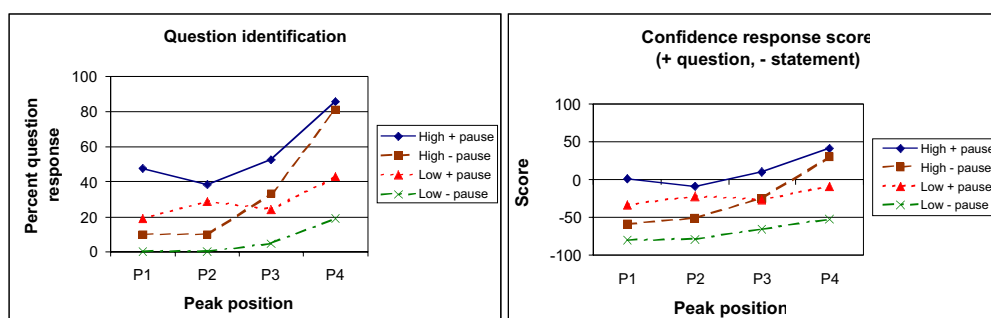 Question identification
Percent question
response
100
80
60
40
20
0
P1 P2 P3 P4
Peak position
High + pause
High - pause
Low + pause
Low - pause
Confidence response score
(+ question, - statement)
Score
100
50
0
-50
-100
P1 P2 P3 P4
Peak position
High + pause
High - pause
Low + pause
Low - pause